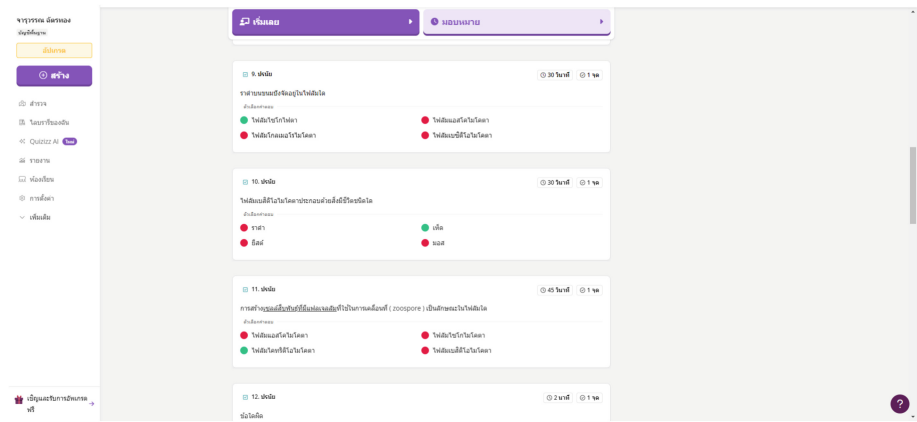 จารุวรรณ ฉัตรทอง
บัญชีพื้นฐาน
อัปเกรด
สร้าง
สำรวจ
ไลบรารีของฉัน
Quizizz AI ใหม่
รายงาน
ห้องเรียน
การตั้งค่า
เพิ่มเติม
เชิญและรับการอัพเกรด
ฟรี
เริ่มเลย
มอบหมาย
9. ปรนัย
30 วินาที
1 จุด
ราดำบนขนมปังจัดอยู่ในไฟลัมใด
ตัวเลือกคำตอบ
ไฟลัมไซโกไฟตา
ไฟลัมแอสโคไมโคตา
ไฟลัมโกลเมอโรไมโคตา
ไฟลัมเบซิดิโอไมโคตา
10. ปรนัย
30 วินาที
1 จุด
ไฟลัมเบสิดิโอไมโคตาประกอบด้วยสิ่งมีชีวิตชนิดใด
ตัวเลือกคำตอบ
ราดำ
เห็ด
ยีสต์
มอส
11. ปรนัย
45 วินาที
1 จุด
การสร้างเซลล์สืบพันธุ์ที่มีแฟลเจลลัมที่ใช้ในการเคลื่อนที่ ( zoospore ) เป็นลักษณะในไฟลัมใด
ตัวเลือกคำตอบ
ไฟลัมแอสโคไมโคตา
ไฟลัมไซโกไมโคตา
ไฟลัมไคทริดิโอไมโคตา
ไฟลัมเบสิดิโอไมโคตา
12. ปรนัย
2 นาที
1 จุด
ข้อใดผิด